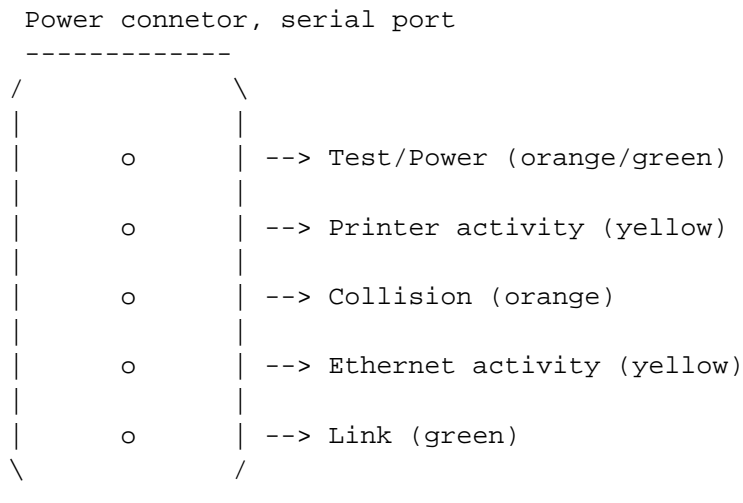 Power connetor, serial port
-------------
/ \
| |
| o | --> Test/Power (orange/green)
| |
| o | --> Printer activity (yellow)
| |
| o | --> Collision (orange)
| |
| o | --> Ethernet activity (yellow)
| |
| o | --> Link (green)
\ /